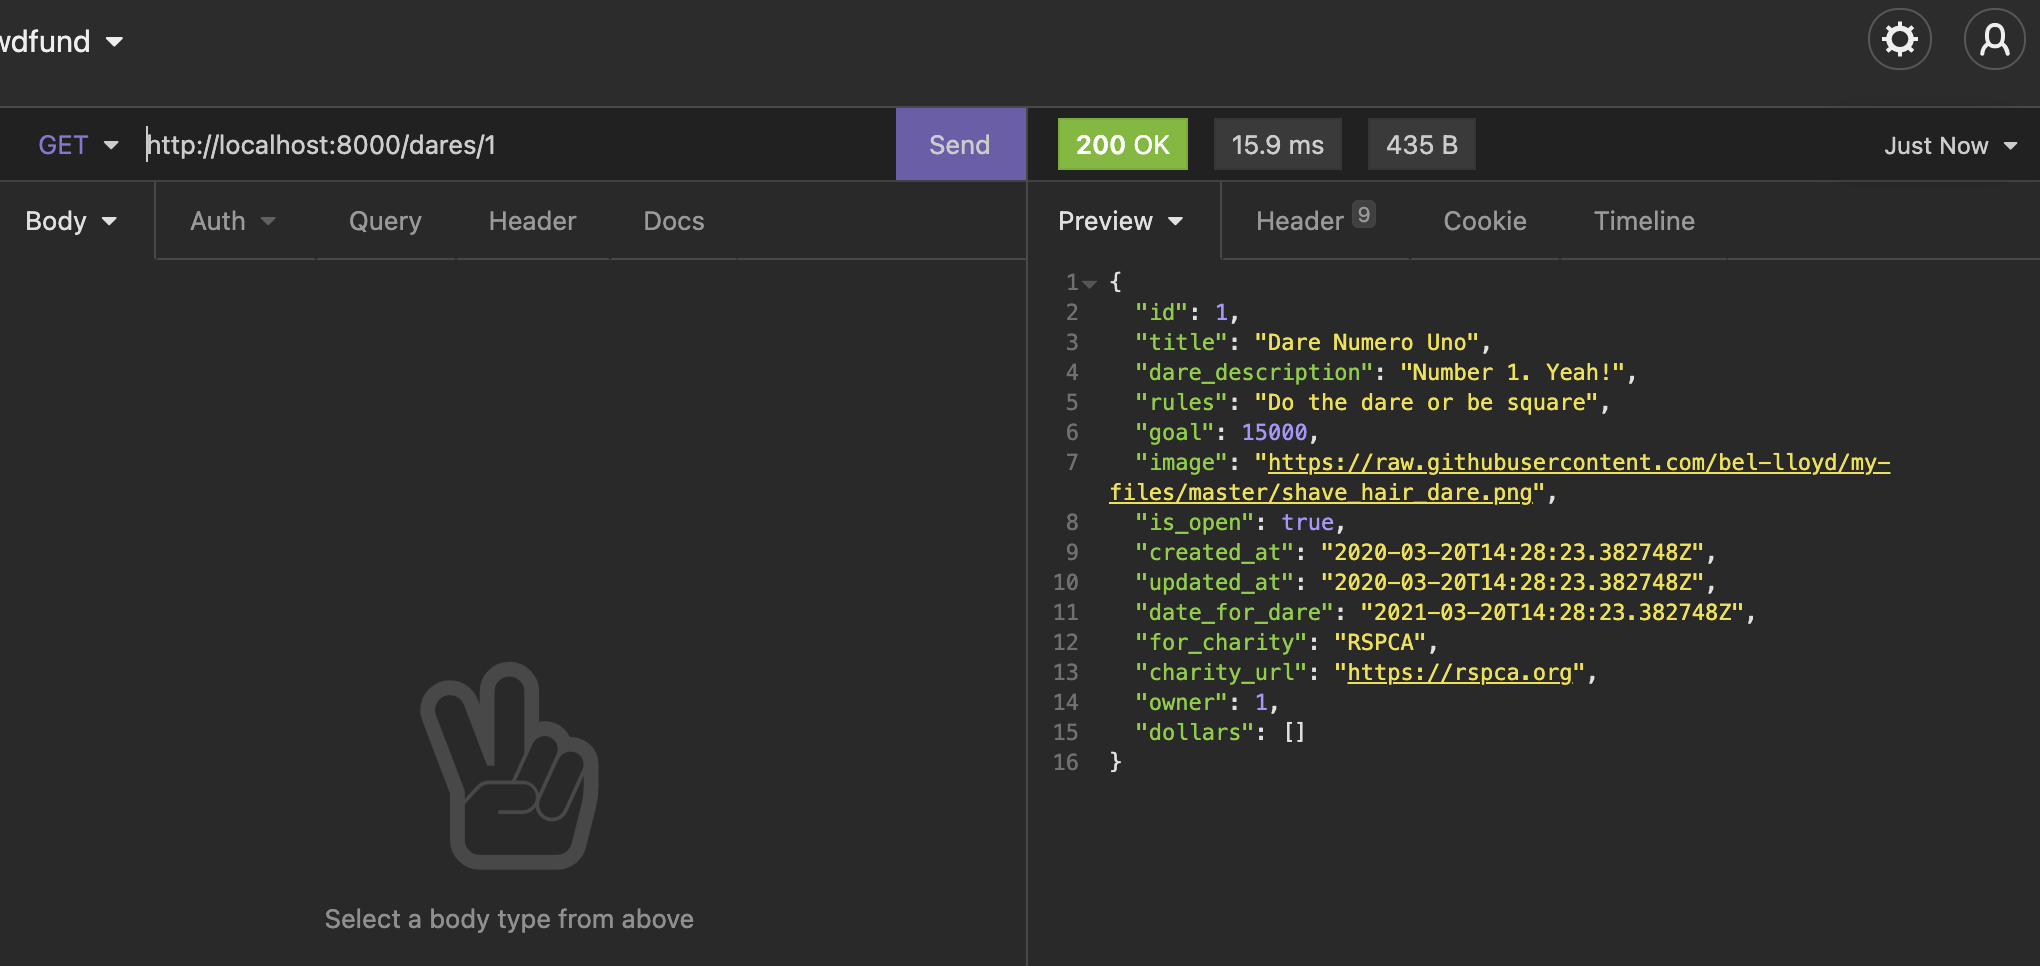 wdfund
GET http://localhost:8000/dares/1 Send 200 OK 15.9 ms 435 B Just Now
Body Auth Query Header Docs Preview Header 9 Cookie Timeline
1 {
2 "id": 1,
3 "title": "Dare Numero Uno",
4 "dare_description": "Number 1. Yeah!",
5 "rules": "Do the dare or be square",
6 "goal": 15000,
7 "image": "https://raw.githubusercontent.com/bel-lloyd/my-
files/master/shave_hair_dare.png",
8 "is_open": true,
9 "created_at": "2020-03-20T14:28:23.382748Z",
10 "updated_at": "2020-03-20T14:28:23.382748Z",
11 "date_for_dare": "2021-03-20T14:28:23.382748Z",
12 "for_charity": "RSPCA",
13 "charity_url": "https://rspca.org",
14 "owner": 1,
15 "dollars": []
16 }
Select a body type from above